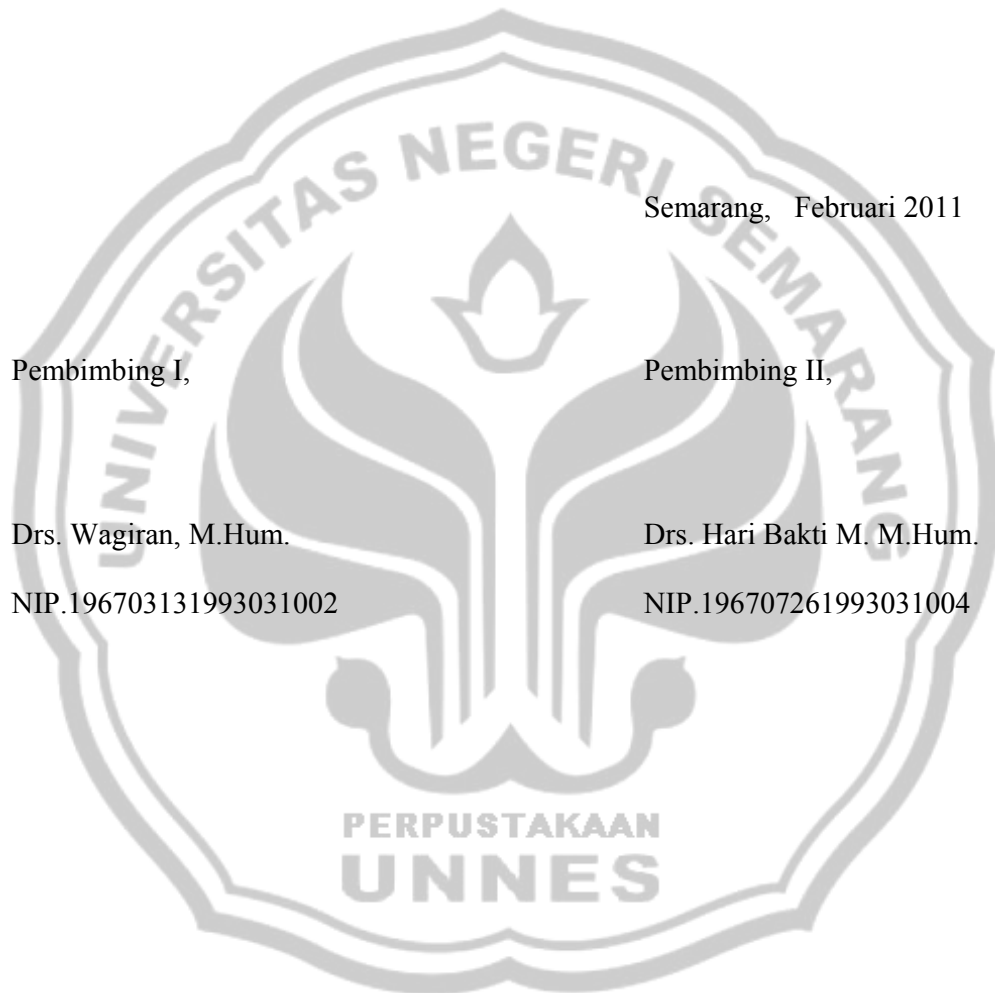 UNIVERSITAS NEGERI SEMARANG
Semarang,   Februari 2011
Pembimbing I,
Pembimbing II,
Drs. Wagiran, M.Hum.
Drs. Hari Bakti M. M.Hum.
NIP.196703131993031002
NIP.196707261993031004
PERPUSTAKAAN
UNNES